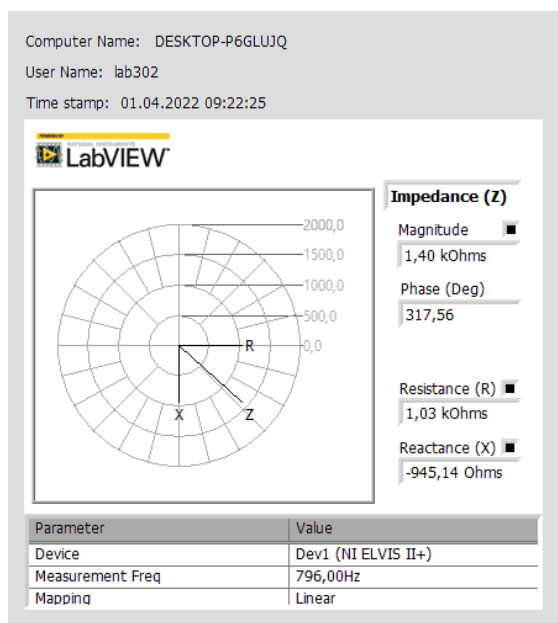 Computer Name: DESKTOP-P6GLUJQ
User Name: lab302
Time stamp: 01.04.2022 09:22:25
LabVIEW
Impedance (Z)
Magnitude
1,40 kOhms
Phase (Deg)
317,56
Resistance (R)
1,03 kOhms
Reactance (X)
-945,14 Ohms
2000,0
1500,0
1000,0
500,0
0,0
R
X
Z
Parameter Value
Device Dev1 (NI ELVIS II+)
Measurement Freq 796,00Hz
Mapping Linear